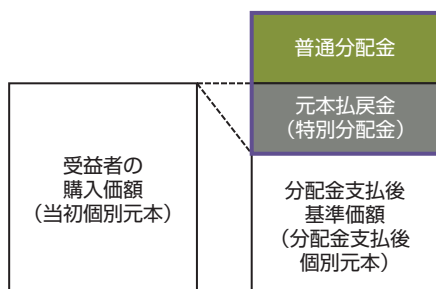 普通分配金
元本払戻金
（特別分配金）
受益者の
購入価額
（当初個別元本）
分配金支払後
基準価額
（分配金支払後
個別元本）